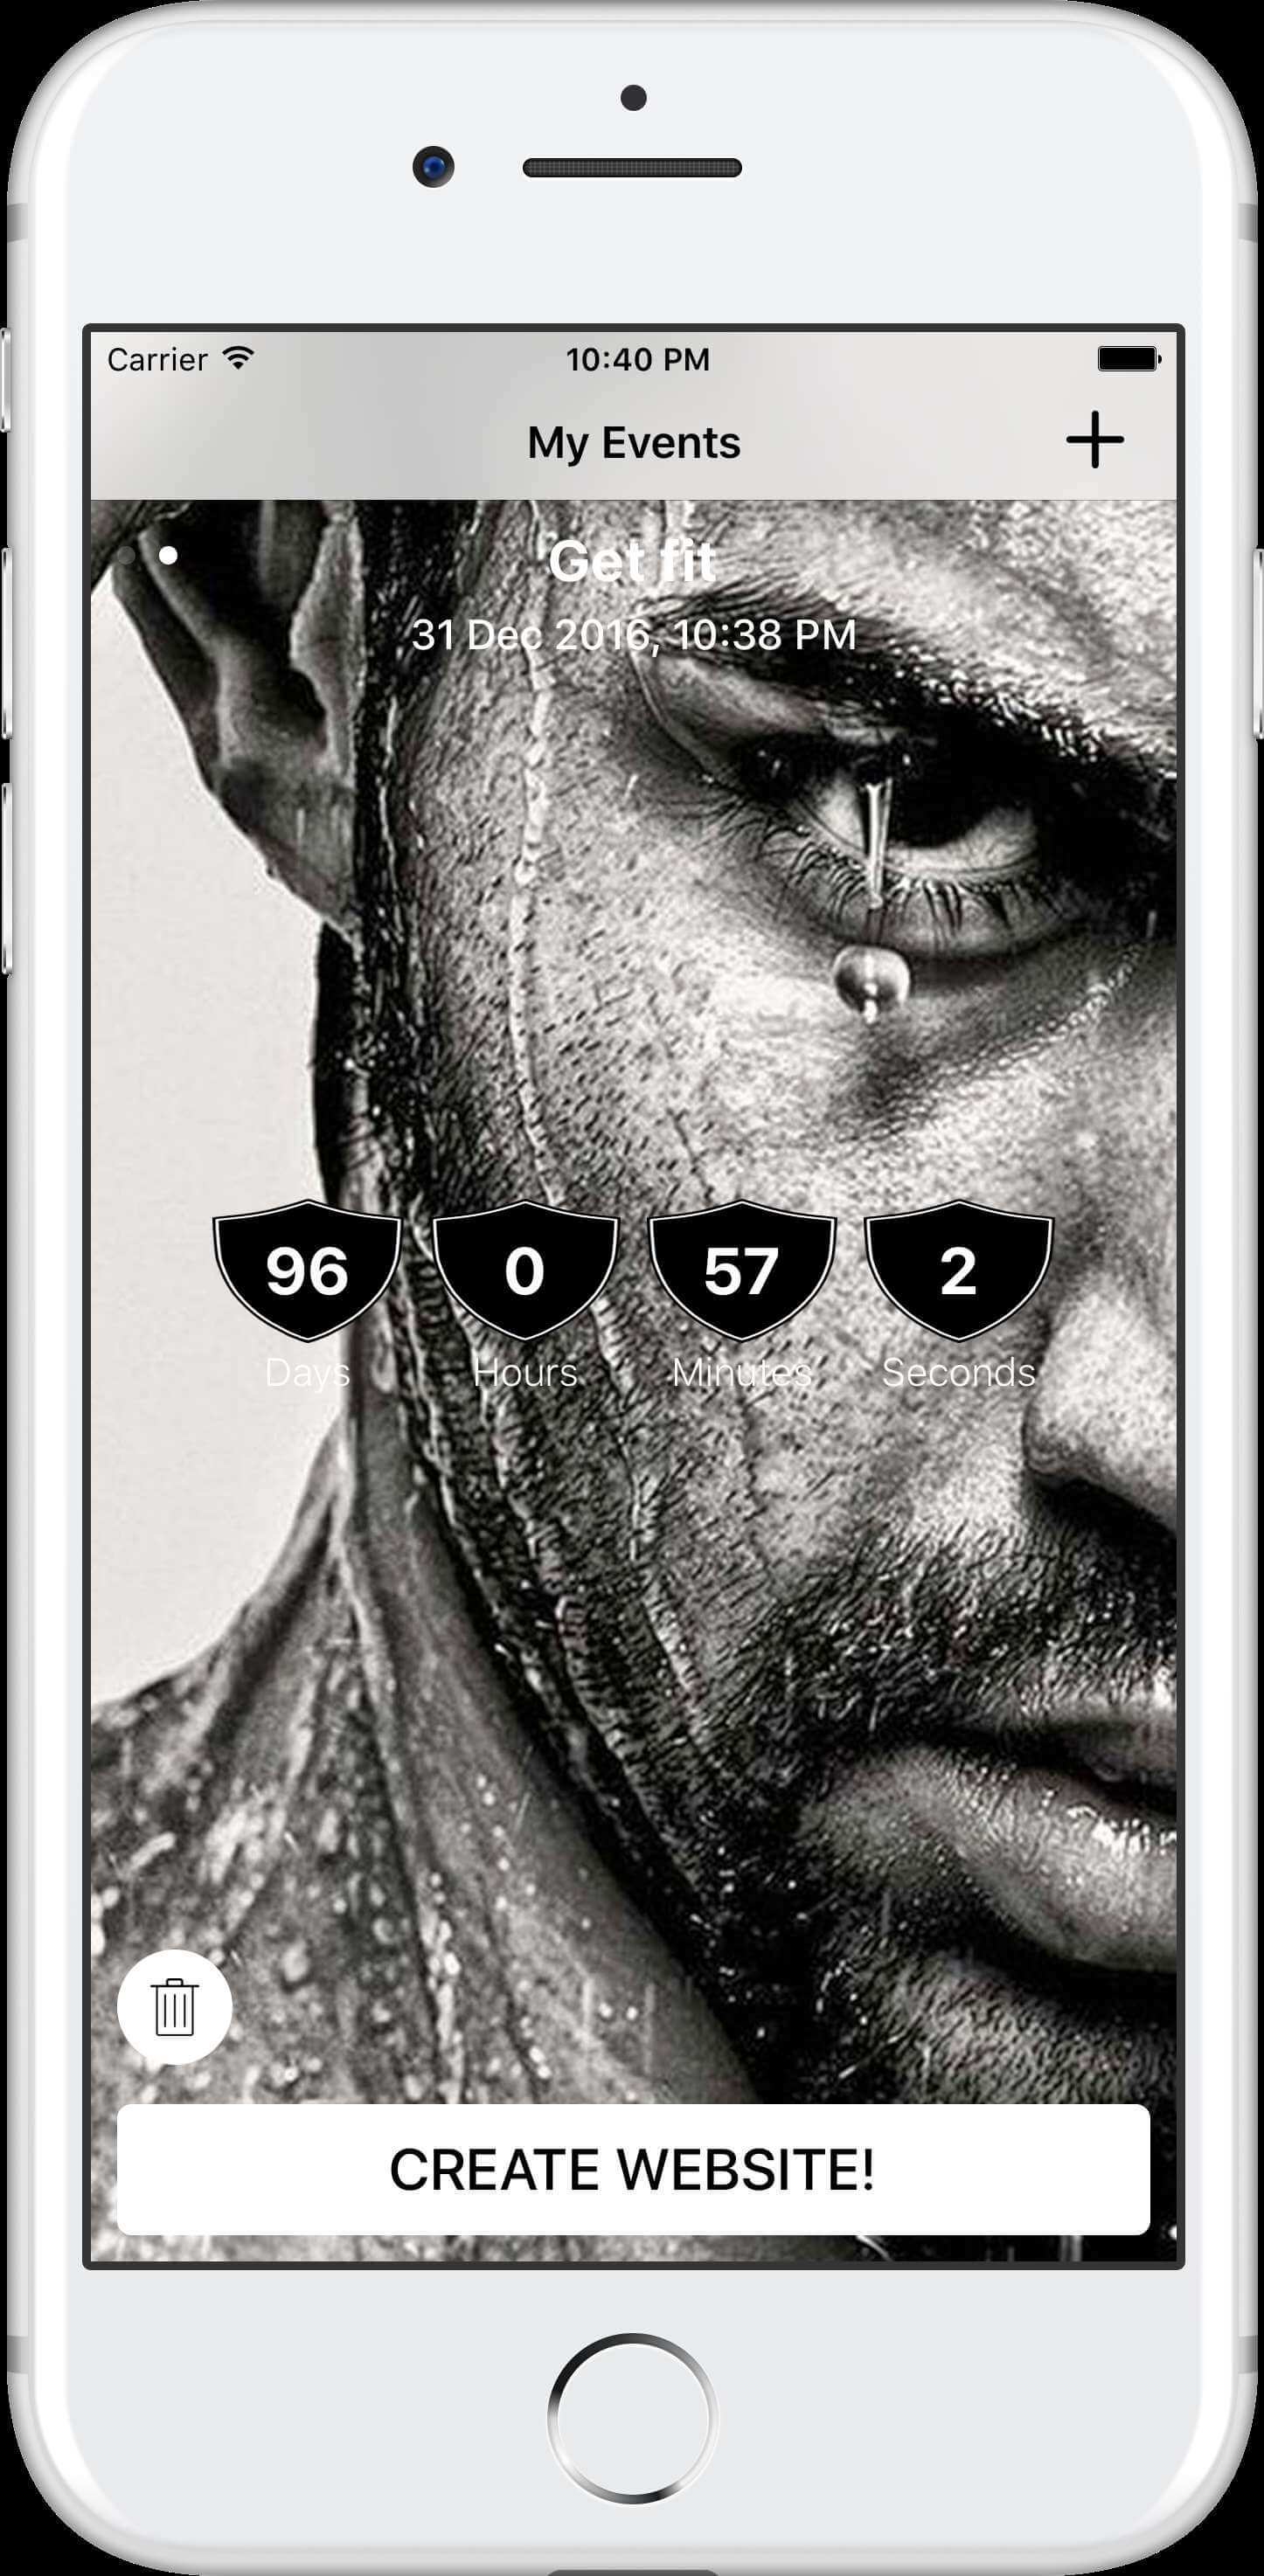 Carrier 10:40 PM
My Events
Get fit
31 Dec 2016, 10:38 PM
96 0 57 2
Days Hours Minutes Seconds
CREATE WEBSITE!